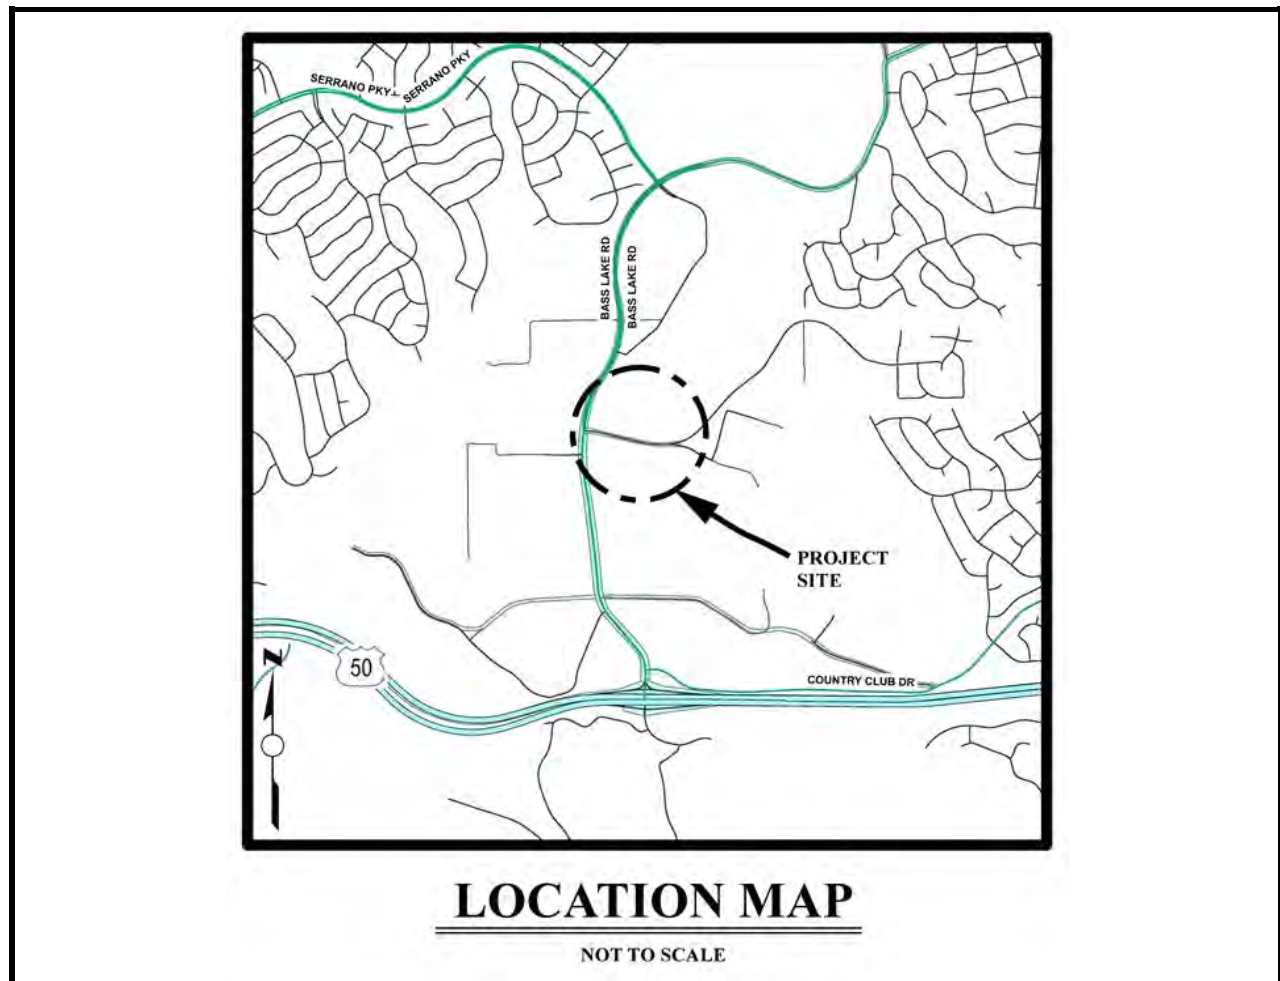 SERRANO PKY
SERRANO PKY
BASS LAKE RD
BASS LAKE RD
PROJECT
SITE
50
N
COUNTRY CLUB DR
LOCATION MAP
NOT TO SCALE